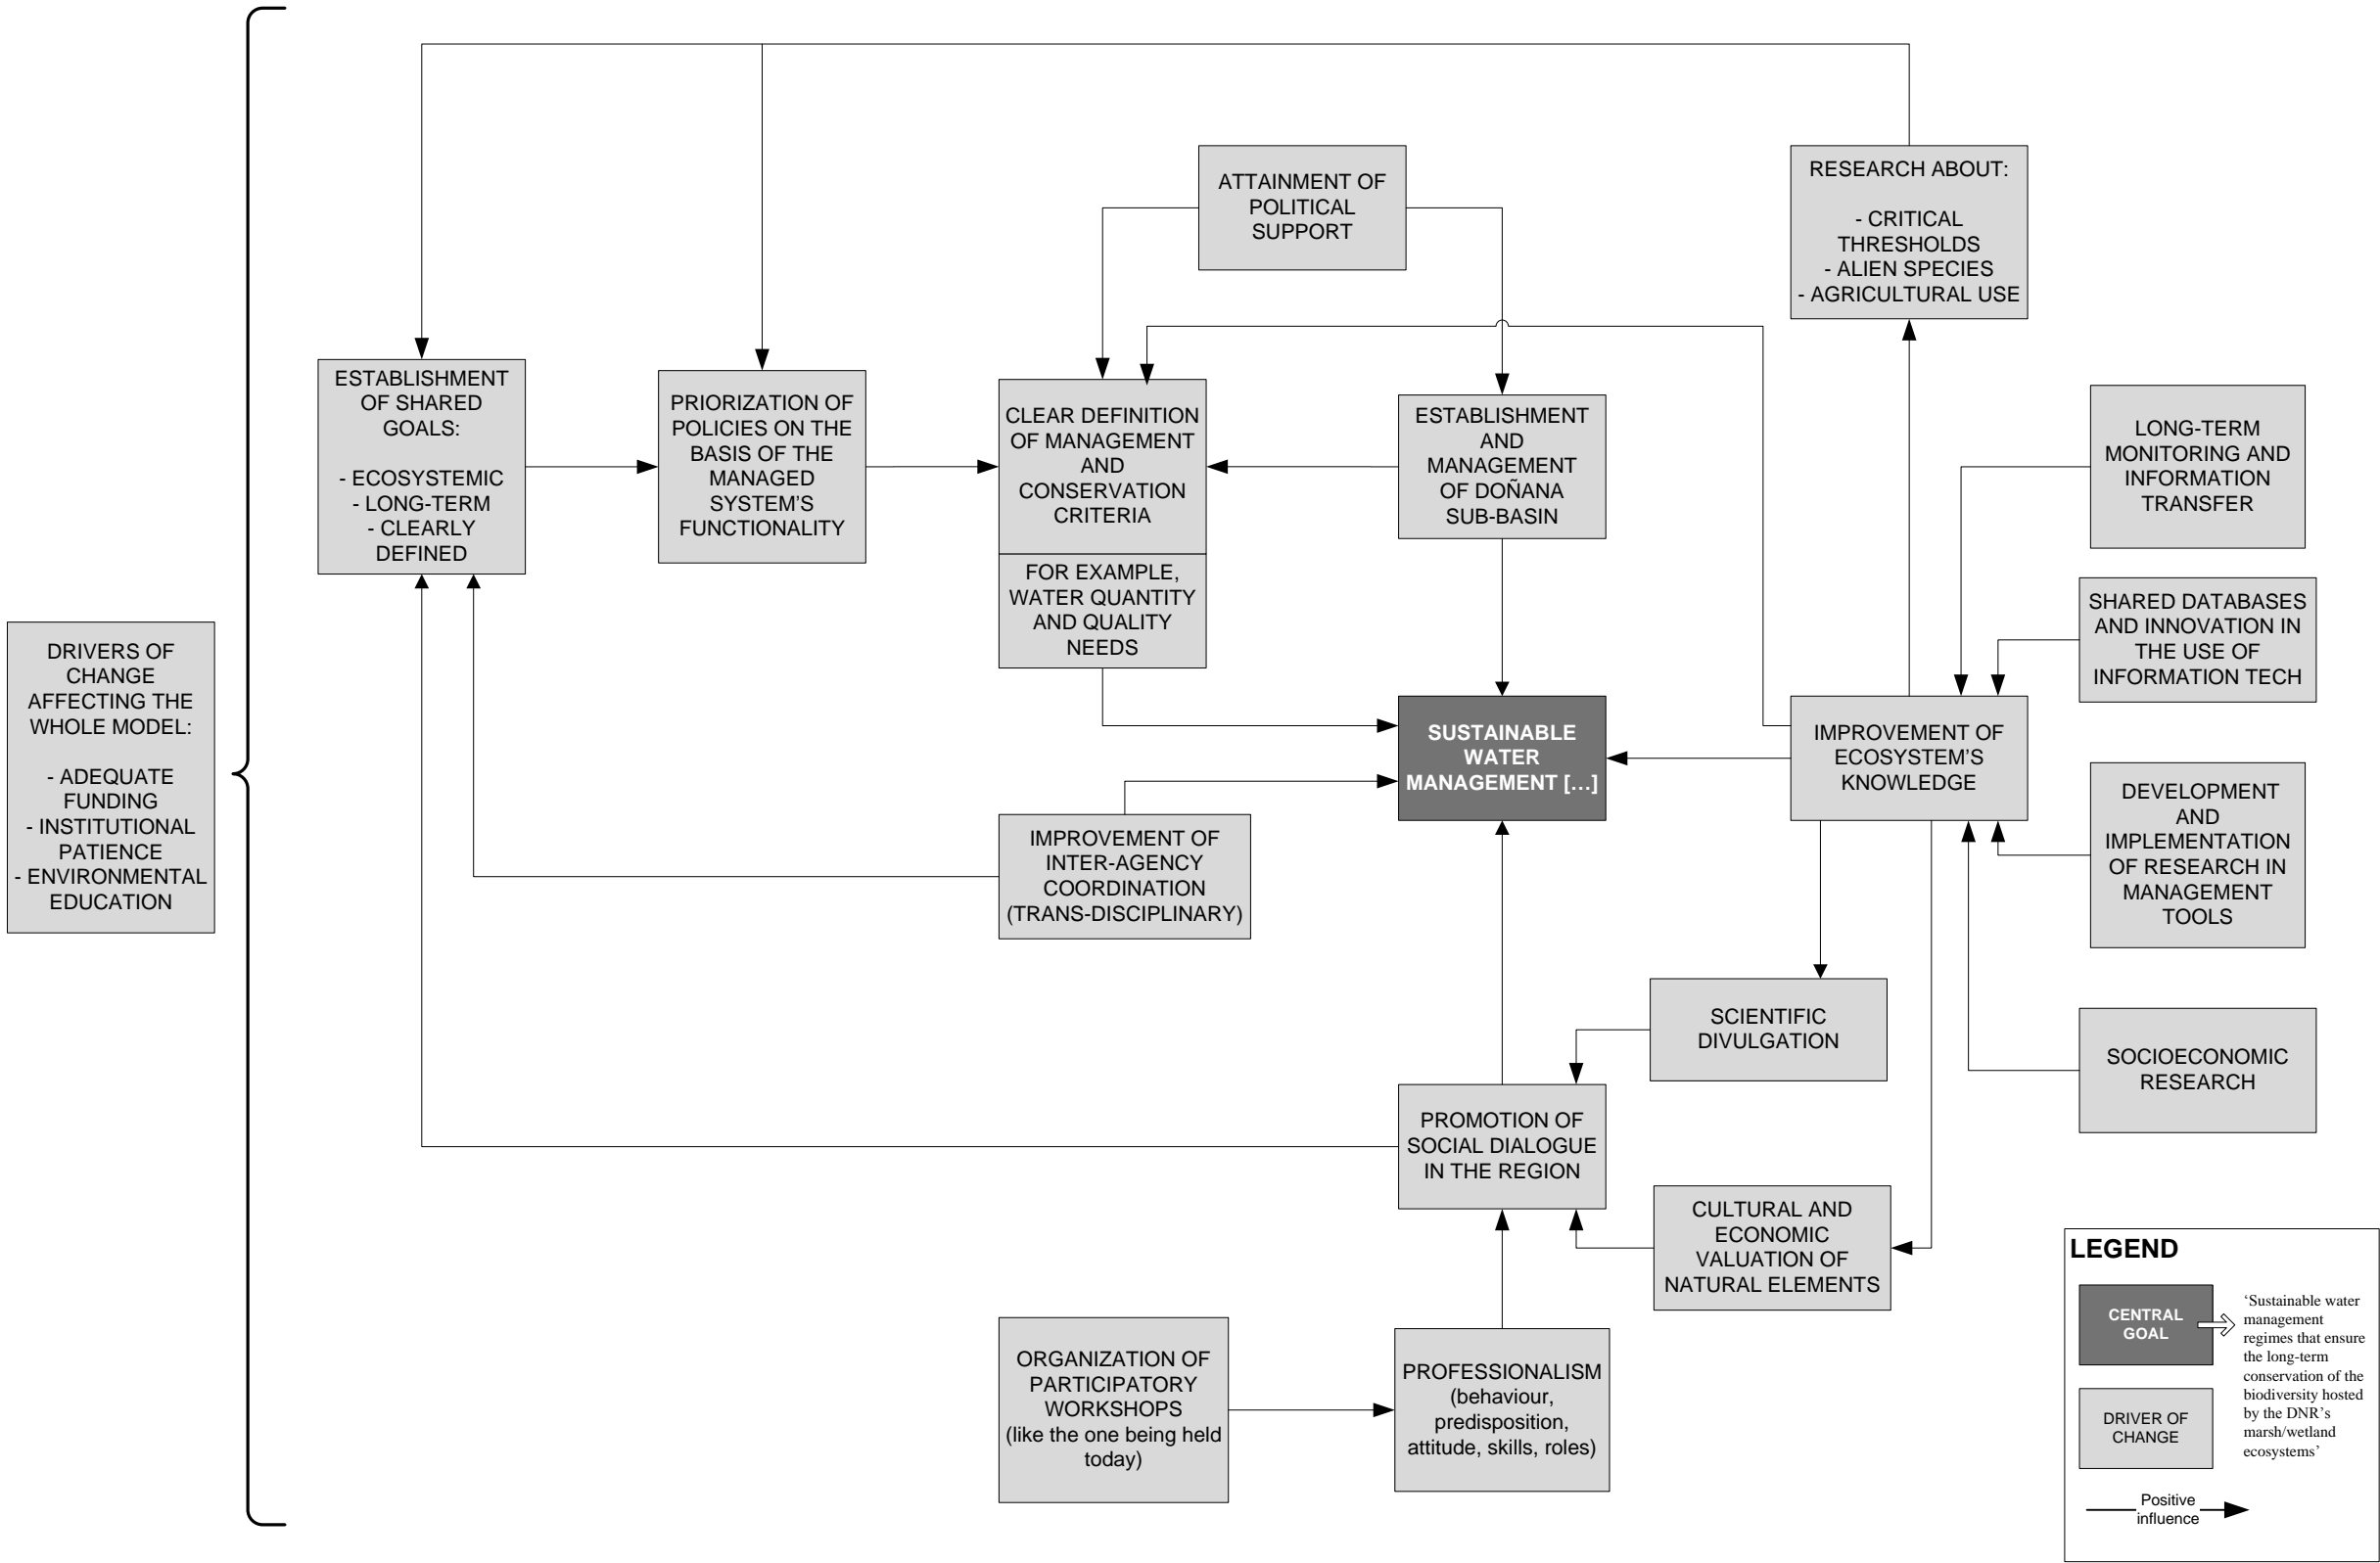 DRIVERS OF
CHANGE
AFFECTING THE
WHOLE MODEL:
- ADEQUATE
FUNDING
- INSTITUTIONAL
PATIENCE
- ENVIRONMENTAL
EDUCATION
ESTABLISHMENT
OF SHARED
GOALS:
- ECOSYSTEMIC
- LONG-TERM
- CLEARLY
DEFINED
PRIORIZATION OF
POLICIES ON THE
BASIS OF THE
MANAGED
SYSTEM'S
FUNCTIONALITY
ATTAINMENT OF
POLITICAL
SUPPORT
CLEAR DEFINITION
OF MANAGEMENT
AND
CONSERVATION
CRITERIA
FOR EXAMPLE,
WATER QUANTITY
AND QUALITY
NEEDS
ESTABLISHMENT
AND
MANAGEMENT
OF DOÑANA
SUB-BASIN
RESEARCH ABOUT:
- CRITICAL
THRESHOLDS
- ALIEN SPECIES
- AGRICULTURAL USE
LONG-TERM
MONITORING AND
INFORMATION
TRANSFER
SHARED DATABASES
AND INNOVATION IN
THE USE OF
INFORMATION TECH
SUSTAINABLE
WATER
MANAGEMENT […]
IMPROVEMENT OF
ECOSYSTEM'S
KNOWLEDGE
DEVELOPMENT
AND
IMPLEMENTATION
OF RESEARCH IN
MANAGEMENT
TOOLS
IMPROVEMENT OF
INTER-AGENCY
COORDINATION
(TRANS-DISCIPLINARY)
SCIENTIFIC
DIVULGATION
SOCIOECONOMIC
RESEARCH
PROMOTION OF
SOCIAL DIALOGUE
IN THE REGION
CULTURAL AND
ECONOMIC
VALUATION OF
NATURAL ELEMENTS
ORGANIZATION OF
PARTICIPATORY
WORKSHOPS
(like the one being held
today)
PROFESSIONALISM
(behaviour,
predisposition,
attitude, skills, roles)
LEGEND
CENTRAL
GOAL
‘Sustainable water
management
regimes that ensure
the long-term
conservation of the
biodiversity hosted
by the DNR’s
marsh/wetland
ecosystems’
DRIVER OF
CHANGE
Positive
influence